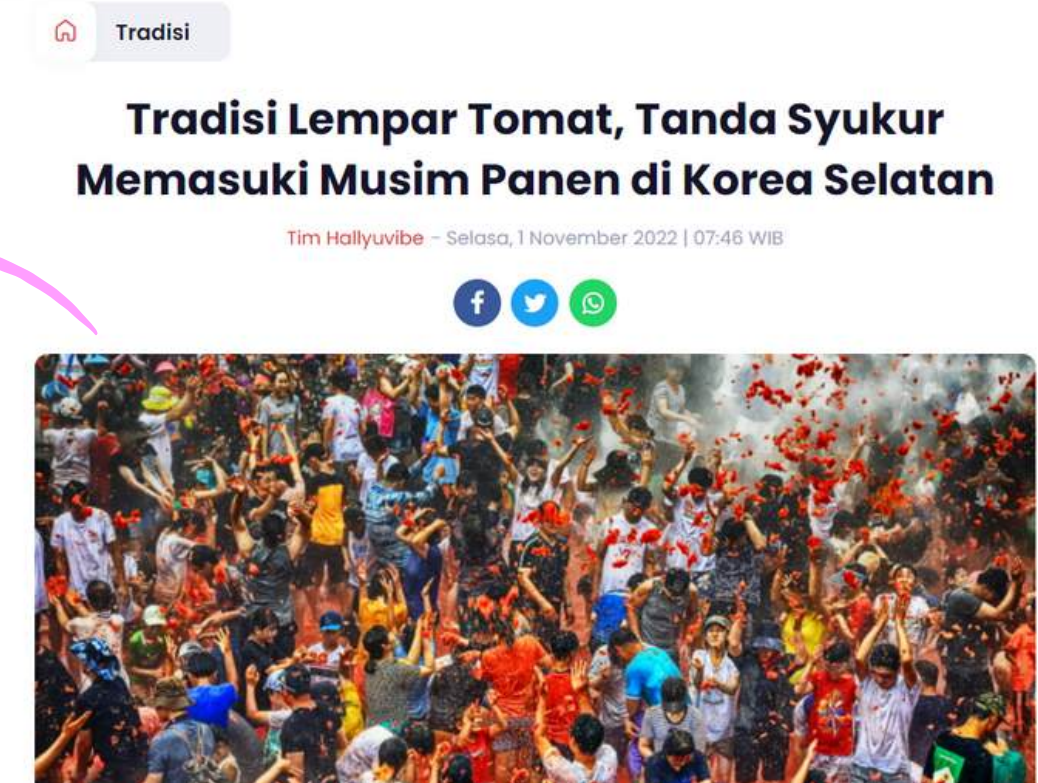 Tradisi
Tradisi Lempar Tomat, Tanda Syukur
Memasuki Musim Panen di Korea Selatan
Tim Hallyuvibe - Selasa, 1 November 2022 | 07:46 WIB